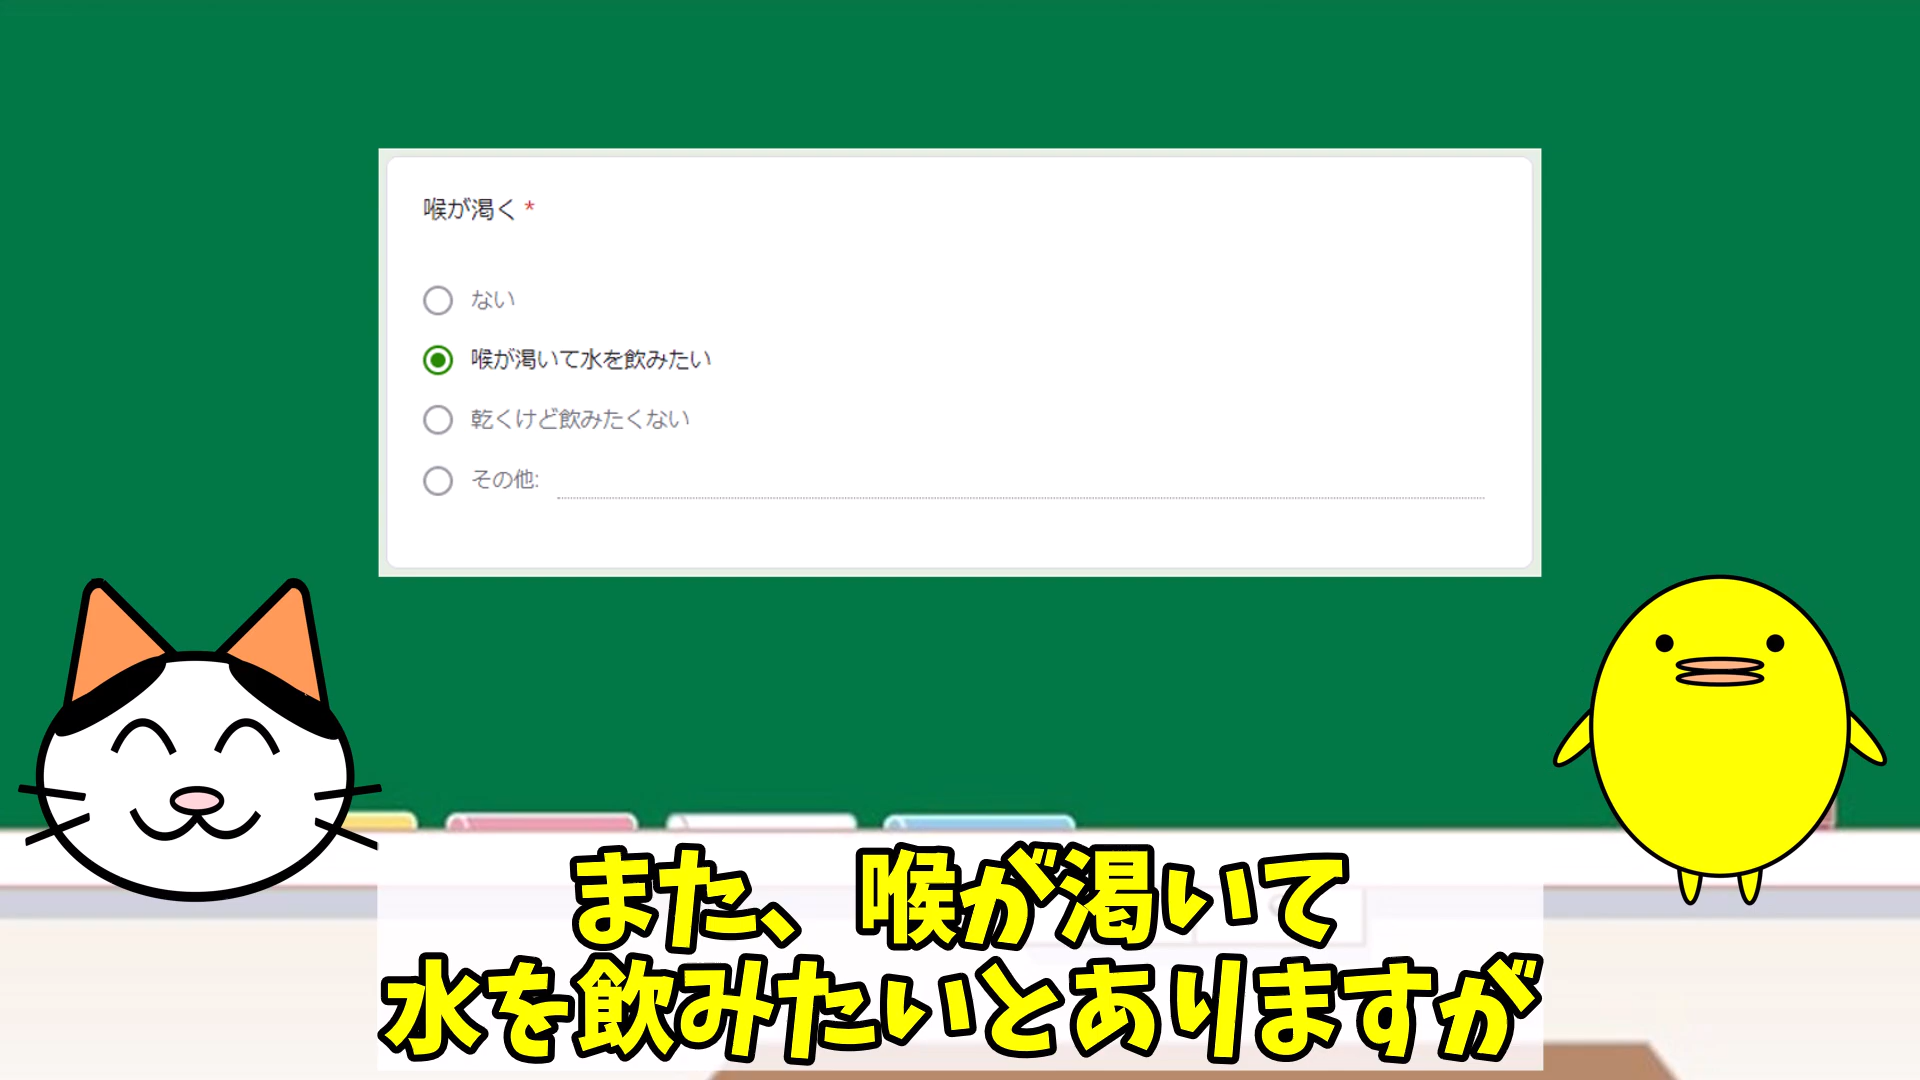 喉が渇く *
ない
喉が渇いて水を飲みたい
乾くけど飲みたくない
その他:
また、喉が渇いて
水を飲みたいとありますが